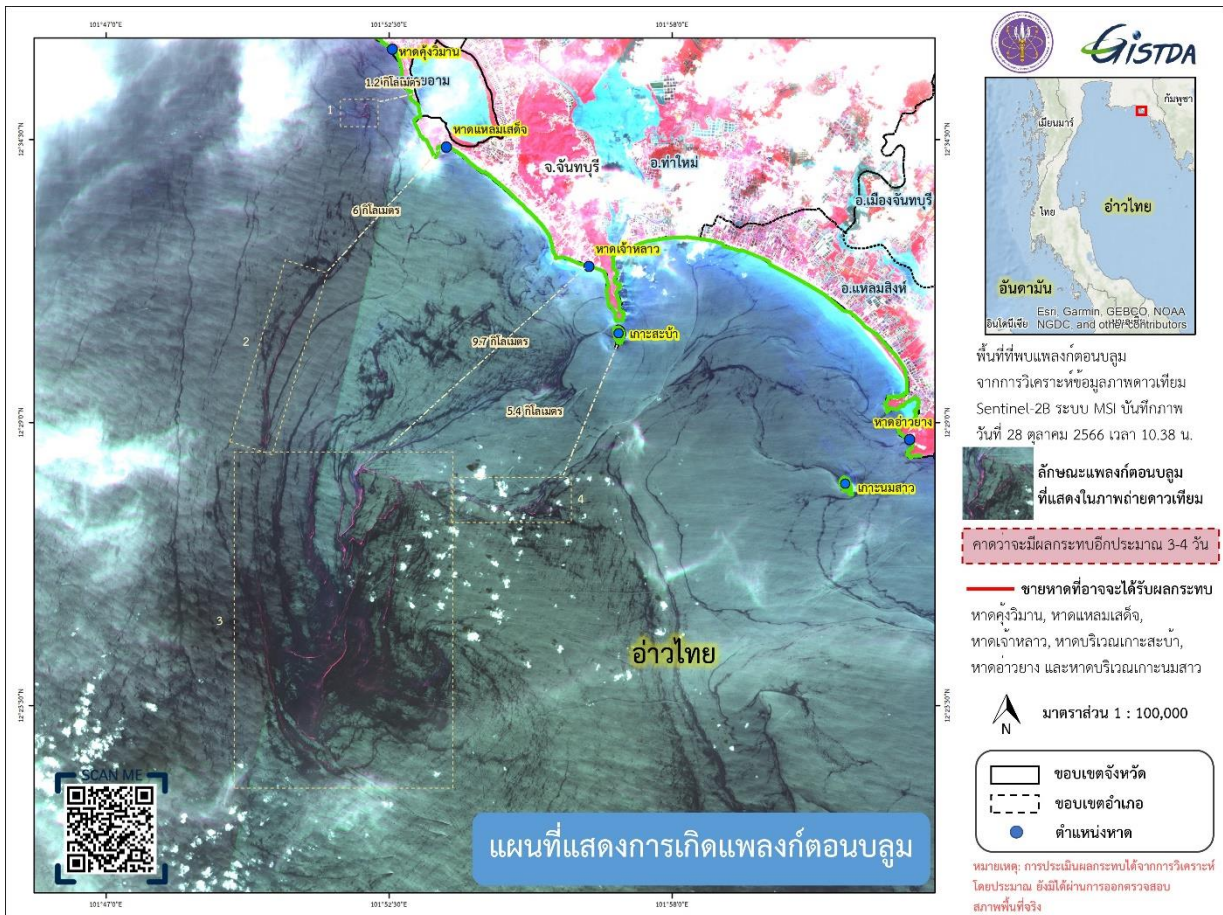 101°47'0"E
101°52'30"E
101°58'0"E
GISTDA
หาดคุ้งวิมาน
1.2 กิโลเมตร
1
หาดแหลมเสด็จ
12°34'30"N
12°34'30"N
จ.จันทบุรี
อ.ท่าใหม่
อ.เมืองจันทบุรี
6 กิโลเมตร
หาดเจ้าหลาว
อ.แหลมสิงห์
2
9.7 กิโลเมตร
เกาะสะบ้า
5.4 กิโลเมตร
หาดอ่าวยาง
12°29'0"N
12°29'0"N
เกาะนมสาว
4
3
อ่าวไทย
12°23'30"N
12°23'30"N
SCAN ME
แผนที่แสดงการเกิดแพลงก์ตอนบลูม
101°47'0"E
101°52'30"E
101°58'0"E
กัมพูชา
เมียนมาร์
ไทย
อ่าวไทย
อันดามัน
อินโดนีเซีย
Esri, Garmin, GEBCO, NOAA
NGDC, and other contributors
พื้นที่ที่พบแพลงก์ตอนบลูม
จากการวิเคราะห์ข้อมูลภาพดาวเทียม
Sentinel-2B ระบบ MSI บันทึกภาพ
วันที่ 28 ตุลาคม 2566 เวลา 10.38 น.
ลักษณะแพลงก์ตอนบลูม
ที่แสดงในภาพถ่ายดาวเทียม
คาดว่าจะมีผลกระทบอีกประมาณ 3-4 วัน
ชายหาดที่อาจจะได้รับผลกระทบ
หาดคุ้งวิมาน, หาดแหลมเสด็จ,
หาดเจ้าหลาว, หาดบริเวณเกาะสะบ้า,
หาดอ่าวยาง และหาดบริเวณเกาะนมสาว
N
มาตราส่วน 1 : 100,000
ขอบเขตจังหวัด
ขอบเขตอำเภอ
ตำแหน่งหาด
หมายเหตุ: การประเมินผลกระทบได้จากการวิเคราะห์
โดยประมาณ ยังมิได้ผ่านการออกตรวจสอบ
สภาพพื้นที่จริง